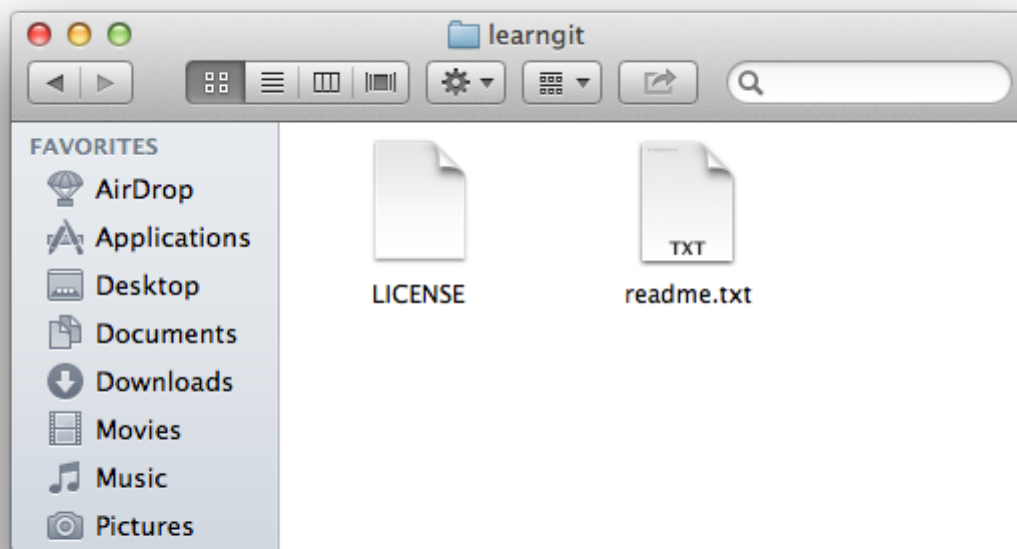 learngit
FAVORITES
AirDrop
Applications
Desktop
Documents
Downloads
Movies
Music
Pictures
TXT
LICENSE
readme.txt